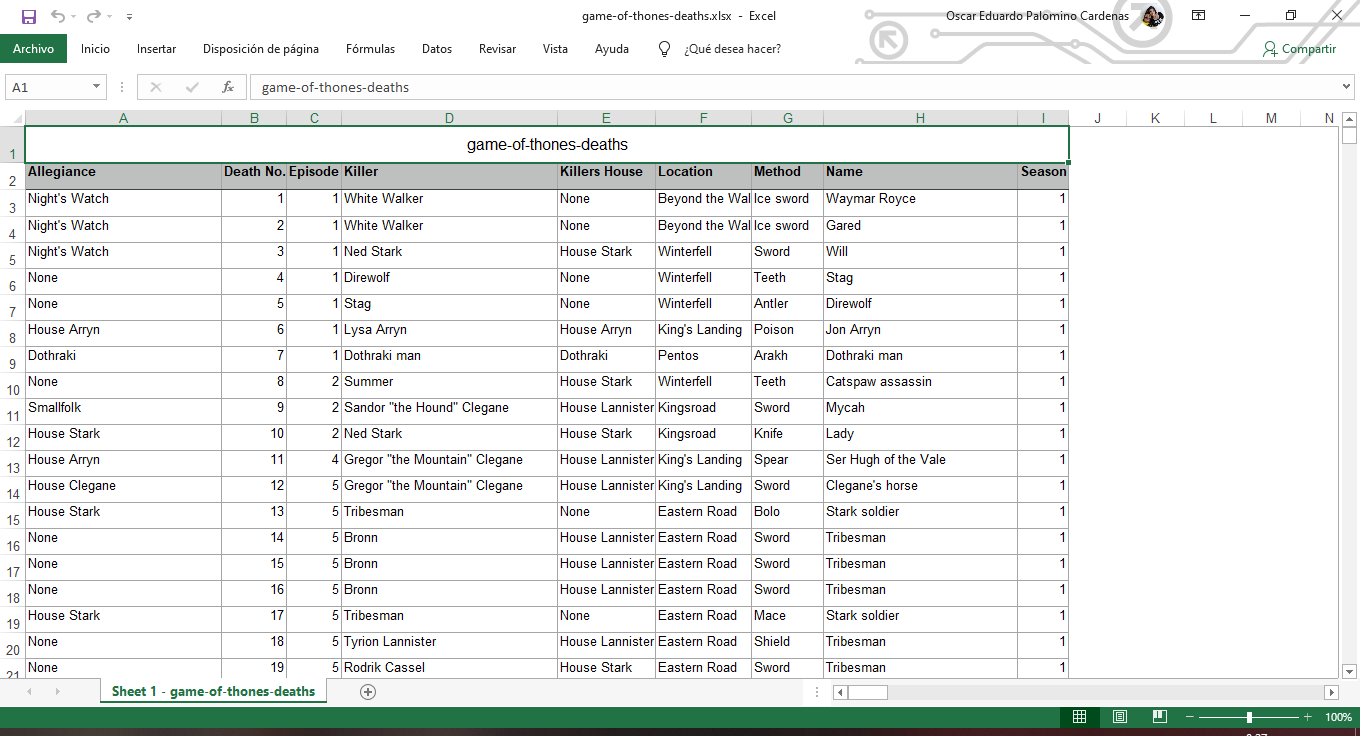 game-of-thones-deaths.xlsx - Excel
Oscar Eduardo Palomino Cardenas
Archivo Inicio Insertar Disposición de página Fórmulas Datos Revisar Vista Ayuda ¿Qué desea hacer? Compartir
A1 fx game-of-thones-deaths
A B C D E F G H I J K L M N
1 game-of-thones-deaths
2 Allegiance Death No. Episode Killer Killers House Location Method Name Season
3 Night's Watch 1 1 White Walker None Beyond the Wal Ice sword Waymar Royce 1
4 Night's Watch 2 1 White Walker None Beyond the Wal Ice sword Gared 1
5 Night's Watch 3 1 Ned Stark House Stark Winterfell Sword Will 1
6 None 4 1 Direwolf None Winterfell Teeth Stag 1
7 None 5 1 Stag None Winterfell Antler Direwolf 1
8 House Arryn 6 1 Lysa Arryn House Arryn King's Landing Poison Jon Arryn 1
9 Dothraki 7 1 Dothraki man Dothraki Pentos Arakh Dothraki man 1
10 None 8 2 Summer House Stark Winterfell Teeth Catspaw assassin 1
11 Smallfolk 9 2 Sandor "the Hound" Clegane House Lannister Kingsroad Sword Mycah 1
12 House Stark 10 2 Ned Stark House Stark Kingsroad Knife Lady 1
13 House Arryn 11 4 Gregor "the Mountain" Clegane House Lannister King's Landing Spear Ser Hugh of the Vale 1
14 House Clegane 12 5 Gregor "the Mountain" Clegane House Lannister King's Landing Sword Clegane's horse 1
15 House Stark 13 5 Tribesman None Eastern Road Bolo Stark soldier 1
16 None 14 5 Bronn House Lannister Eastern Road Sword Tribesman 1
17 None 15 5 Bronn House Lannister Eastern Road Sword Tribesman 1
18 None 16 5 Bronn House Lannister Eastern Road Sword Tribesman 1
19 House Stark 17 5 Tribesman None Eastern Road Mace Stark soldier 1
20 None 18 5 Tyrion Lannister House Lannister Eastern Road Shield Tribesman 1
21 None 19 5 Rodrik Cassel House Stark Eastern Road Sword Tribesman 1
Sheet 1 - game-of-thones-deaths
100%